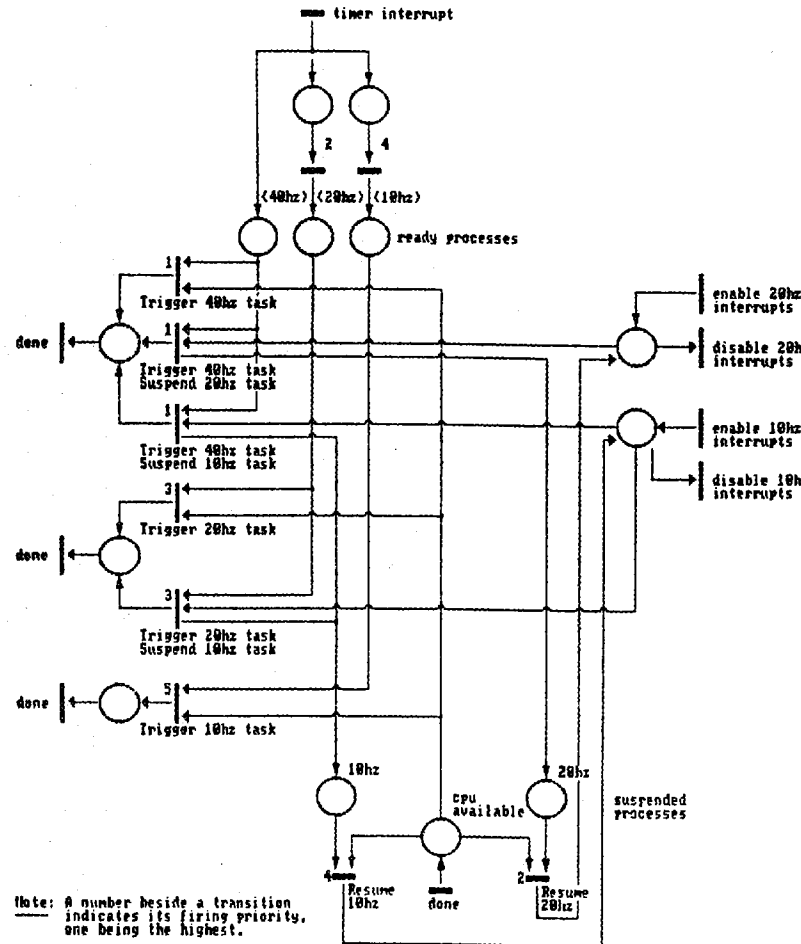 timer interrupt
2
4
(40hz)
(20hz)
(10hz)
ready processes
1
Trigger 40hz task
enable 20hz
interrupts
done
1
Trigger 40hz task
Suspend 20hz task
disable 20h
interrupts
1
Trigger 40hz task
Suspend 10hz task
enable 10hz
interrupts
disable 10h
interrupts
3
Trigger 20hz task
done
3
Trigger 20hz task
Suspend 10hz task
done
5
Trigger 10hz task
10hz
20hz
cpu
available
suspended
processes
4
Resume
10hz
done
2
Resume
20hz
Note: A number beside a transition
indicates its firing priority,
one being the highest.